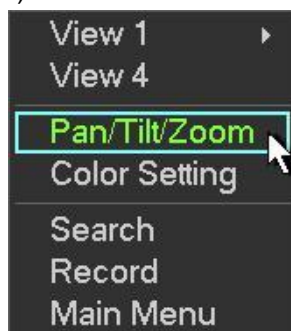 View 1
View 4
Pan/Tilt/Zoom
Color Setting
Search
Record
Main Menu